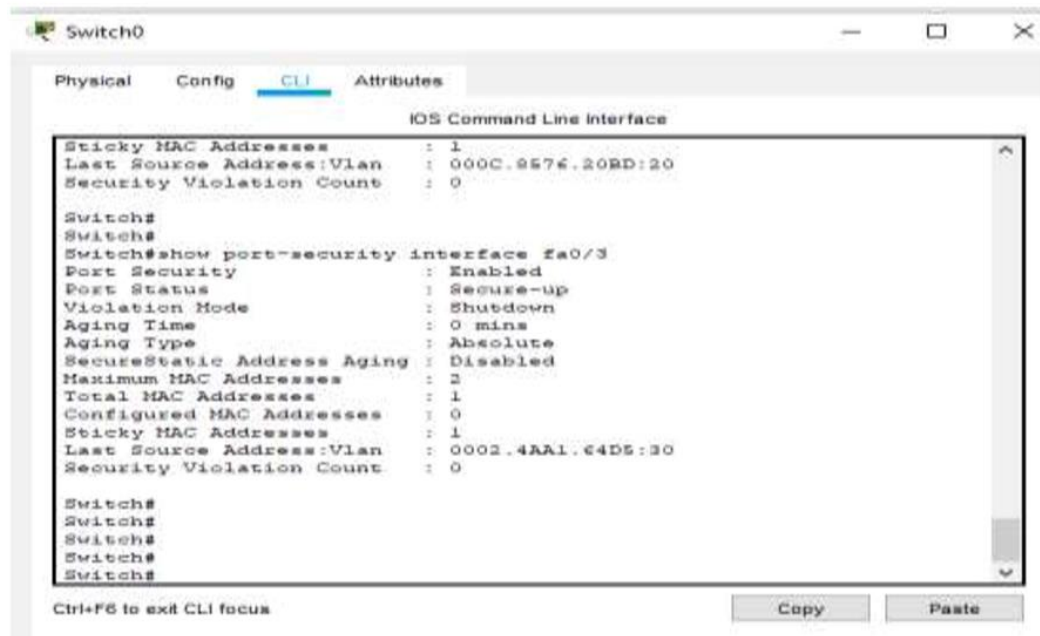 Switch0
Physical Config CLI Attributes
IOS Command Line Interface
Sticky MAC Addresses : 1
Last Source Address:Vlan : 000C.8576.20BD:20
Security Violation Count : 0
Switch#
Switch#
Switch#show port-security interface fa0/3
Port Security : Enabled
Port Status : Secure-up
Violation Mode : Shutdown
Aging Time : 0 mins
Aging Type : Absolute
SecureStatic Address Aging : Disabled
Maximum MAC Addresses : 2
Total MAC Addresses : 1
Configured MAC Addresses : 0
Sticky MAC Addresses : 1
Last Source Address:Vlan : 0002.4AA1.64D5:30
Security Violation Count : 0
Switch#
Switch#
Switch#
Switch#
Switch#
Ctrl+F6 to exit CLI focus Copy Paste